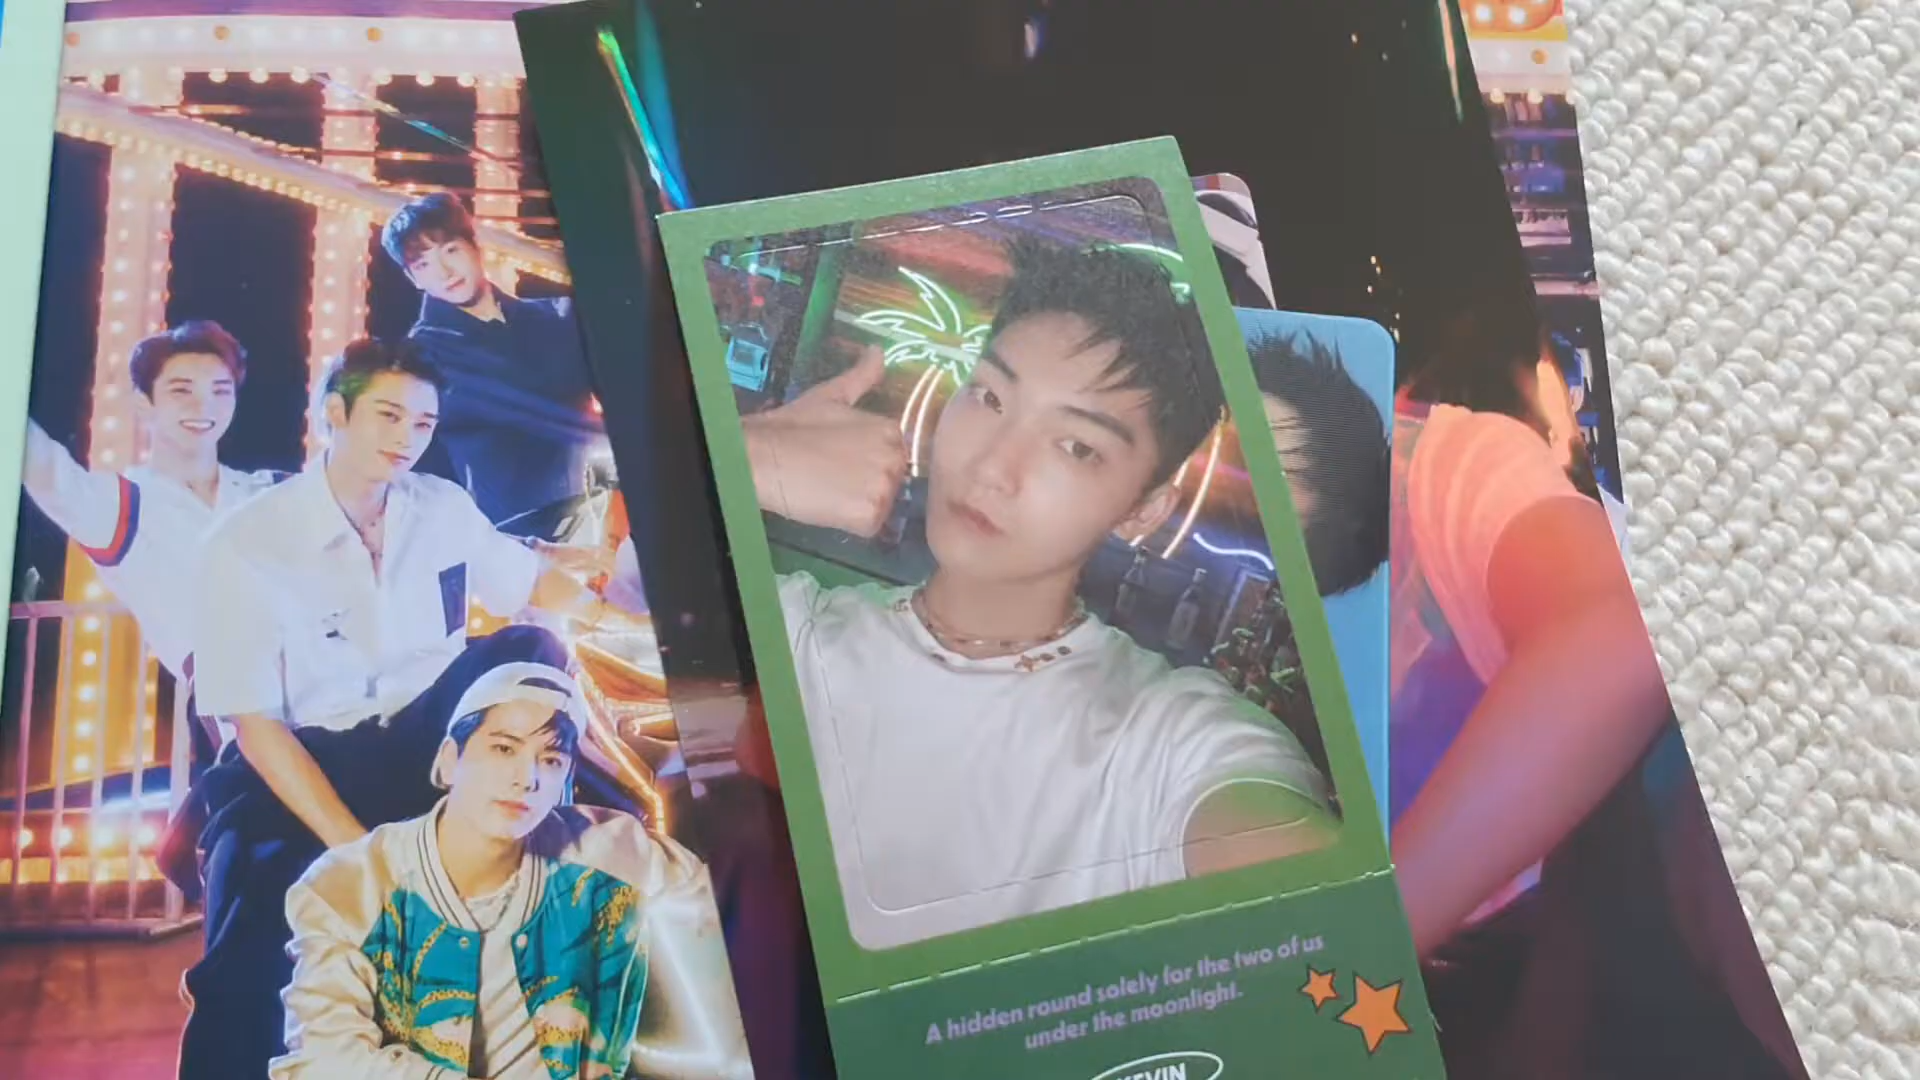 A hidden round solely for the two of us
under the moonlight.
KEVIN